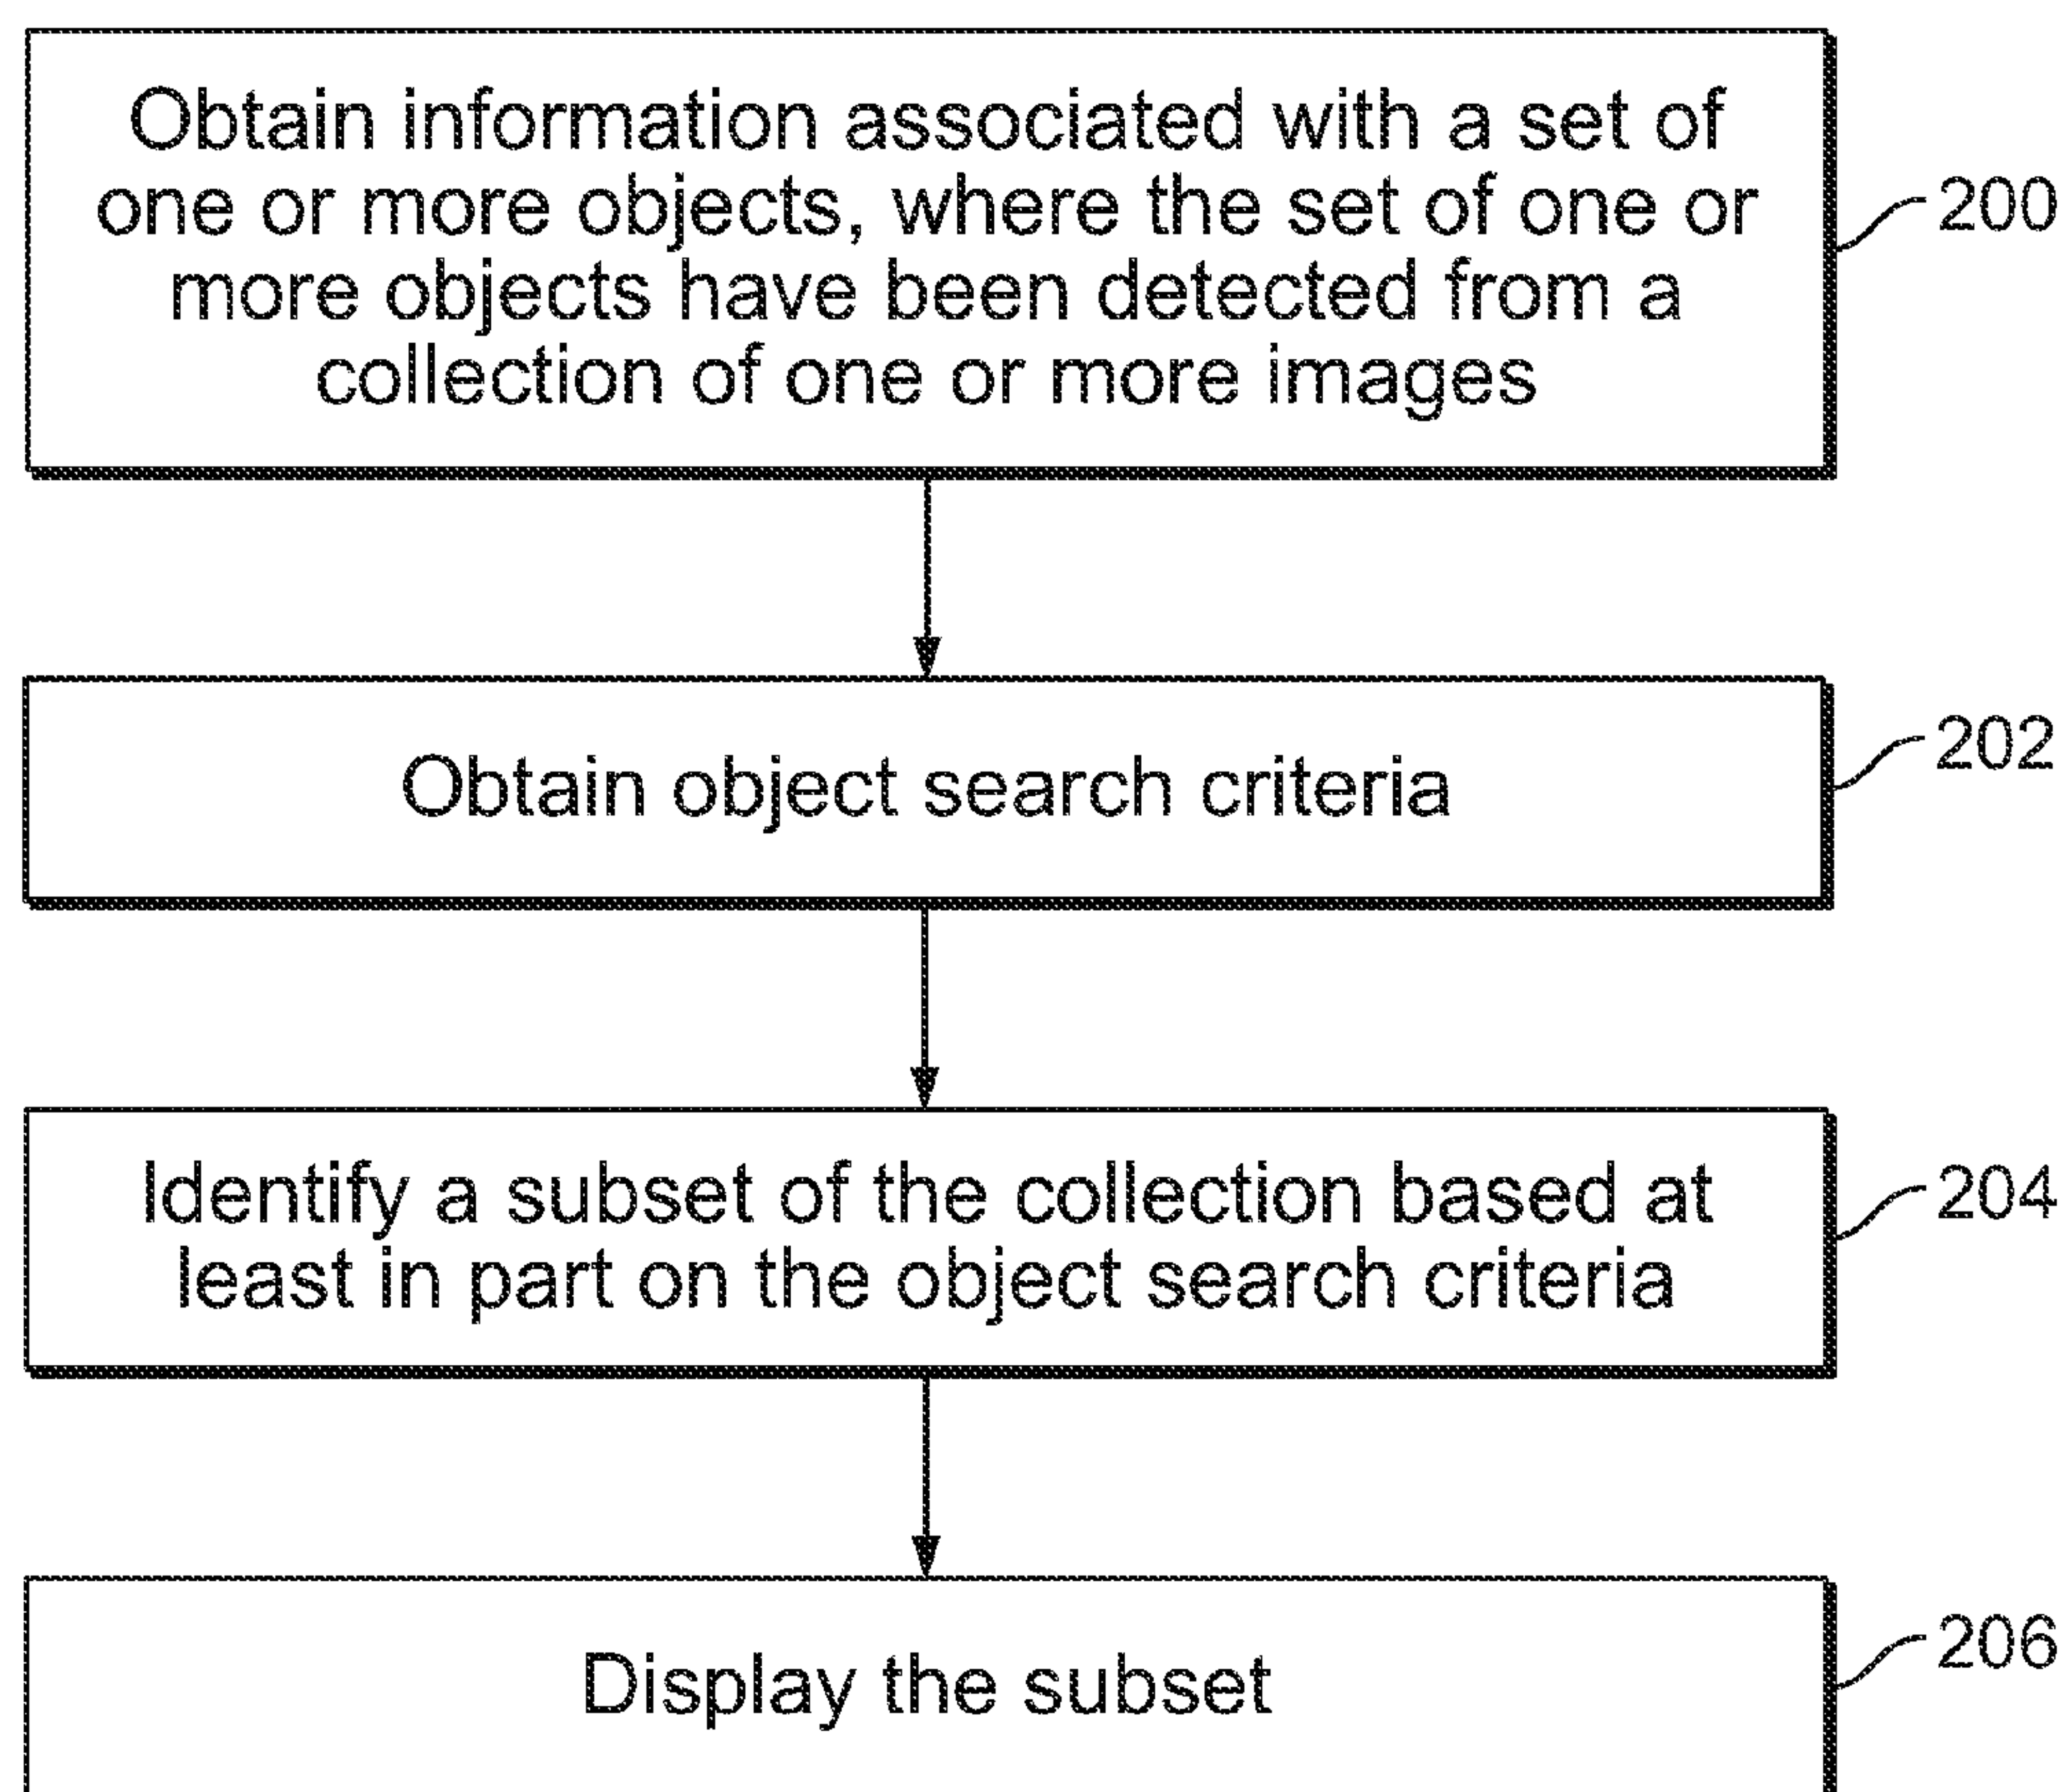 Obtain information associated with a set of
one or more objects, where the set of one or
more objects have been detected from a
collection of one or more images
200
Obtain object search criteria
202
Identify a subset of the collection based at
least in part on the object search criteria
204
Display the subset
206